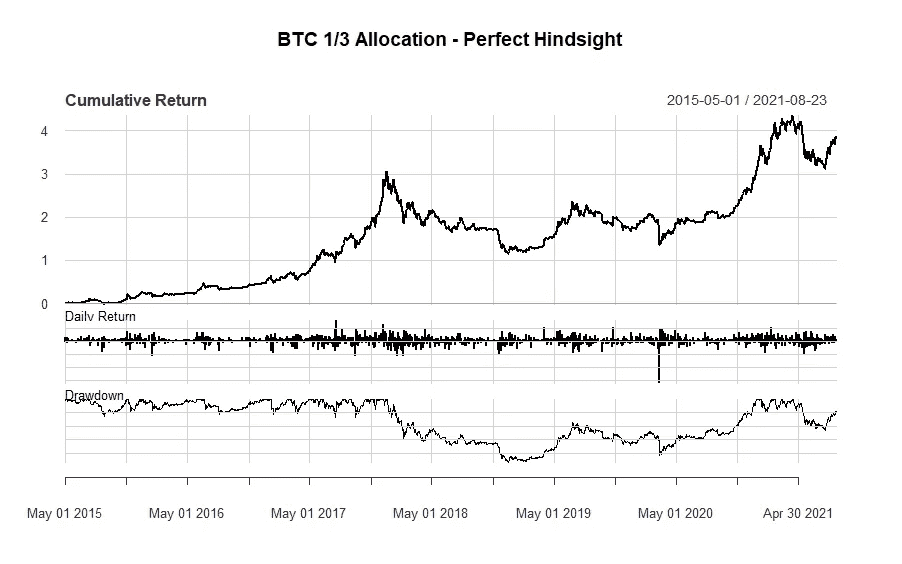 BTC 1/3 Allocation - Perfect Hindsight
Cumulative Return 2015-05-01 / 2021-08-23
4
3
2
1
0
Daily Return
Drawdown
May 01 2015 May 01 2016 May 01 2017 May 01 2018 May 01 2019 May 01 2020 Apr 30 2021